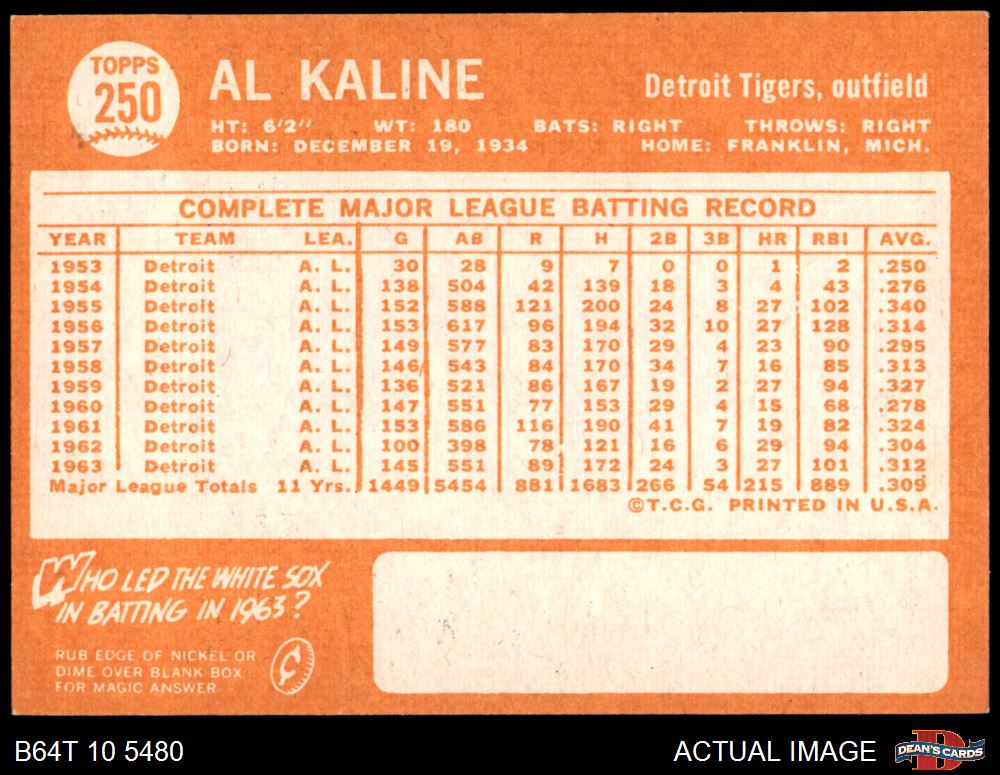 TOPPS
250
AL KALINE
Detroit Tigers, outfield
HT: 6'2" WT: 180 BATS: RIGHT THROWS: RIGHT
BORN: DECEMBER 19, 1934 HOME: FRANKLIN, MICH.
COMPLETE MAJOR LEAGUE BATTING RECORD
YEAR TEAM LEA. G AB R H 2B 3B HR RBI AVG.
1953 Detroit A. L. 30 28 9 7 0 0 1 2 .250
1954 Detroit A. L. 138 504 42 139 18 3 4 43 .276
1955 Detroit A. L. 152 588 121 200 24 8 27 102 .340
1956 Detroit A. L. 153 617 96 194 32 10 27 128 .314
1957 Detroit A. L. 149 577 83 170 29 4 23 90 .295
1958 Detroit A. L. 146 543 84 170 34 7 16 85 .313
1959 Detroit A. L. 136 521 86 167 19 2 27 94 .327
1960 Detroit A. L. 147 551 77 153 29 4 15 68 .278
1961 Detroit A. L. 153 586 116 190 41 7 19 82 .324
1962 Detroit A. L. 100 398 78 121 16 6 29 94 .304
1963 Detroit A. L. 145 551 89 172 24 3 27 101 .312
Major League Totals 11 Yrs. 1449 5454 881 1683 266 54 215 889 .309
©T.C.G. PRINTED IN U.S.A.
WHO LED THE WHITE SOX
IN BATTING IN 1963?
RUB EDGE OF NICKEL OR
DIME OVER BLANK BOX
FOR MAGIC ANSWER
¢
B64T 10 5480
ACTUAL IMAGE
DEAN'S CARDS